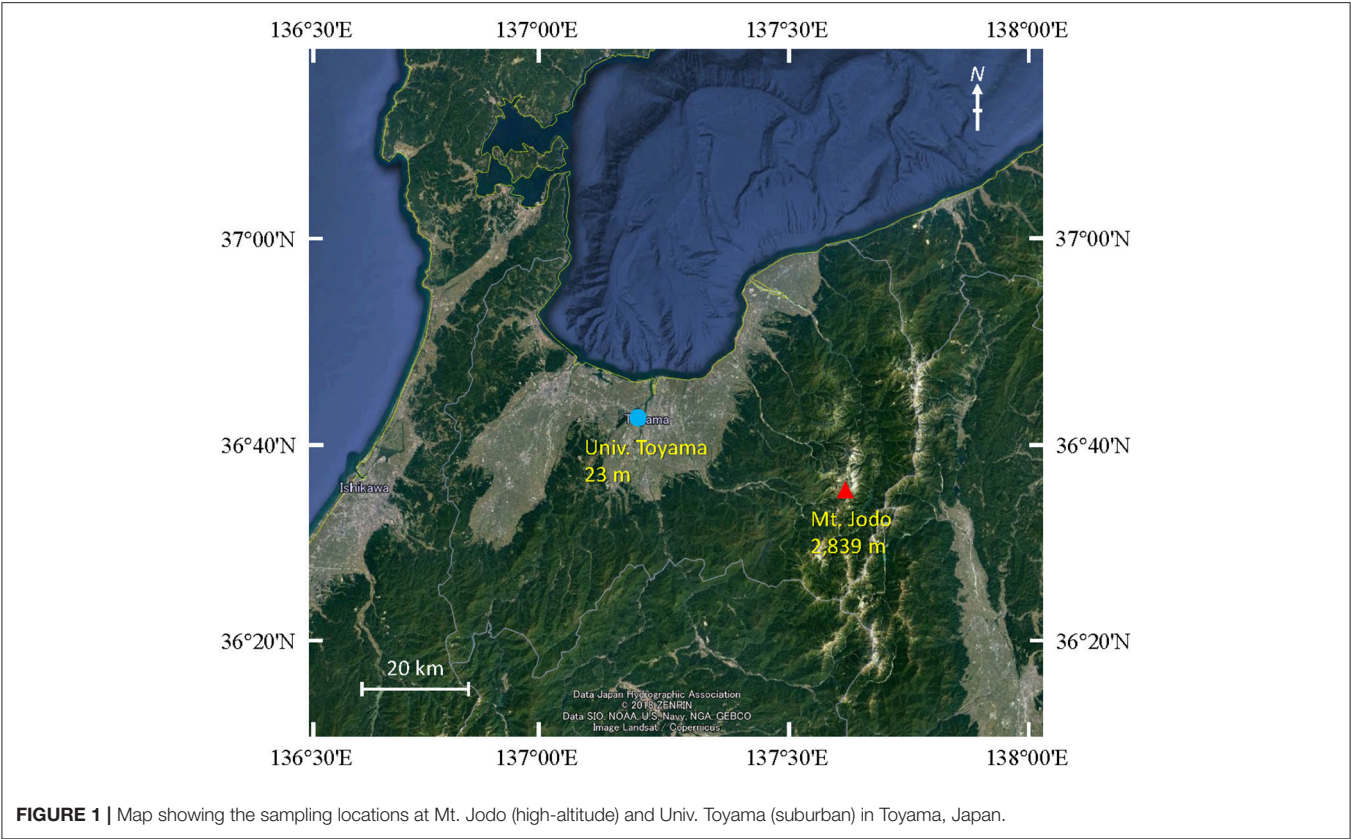 136°30'E 137°00'E 137°30'E 138°00'E
N
37°00'N 37°00'N
36°40'N 36°40'N
Univ. Toyama
23 m
Ishikawa
Mt. Jodo
2,839 m
36°20'N 36°20'N
20 km
Data Japan Hydrographic Association
© 2018 ZENRIN
Data SIO, NOAA, U.S. Navy, NGA, GEBCO
Image Landsat / Copernicus
136°30'E 137°00'E 137°30'E 138°00'E
FIGURE 1 | Map showing the sampling locations at Mt. Jodo (high-altitude) and Univ. Toyama (suburban) in Toyama, Japan.